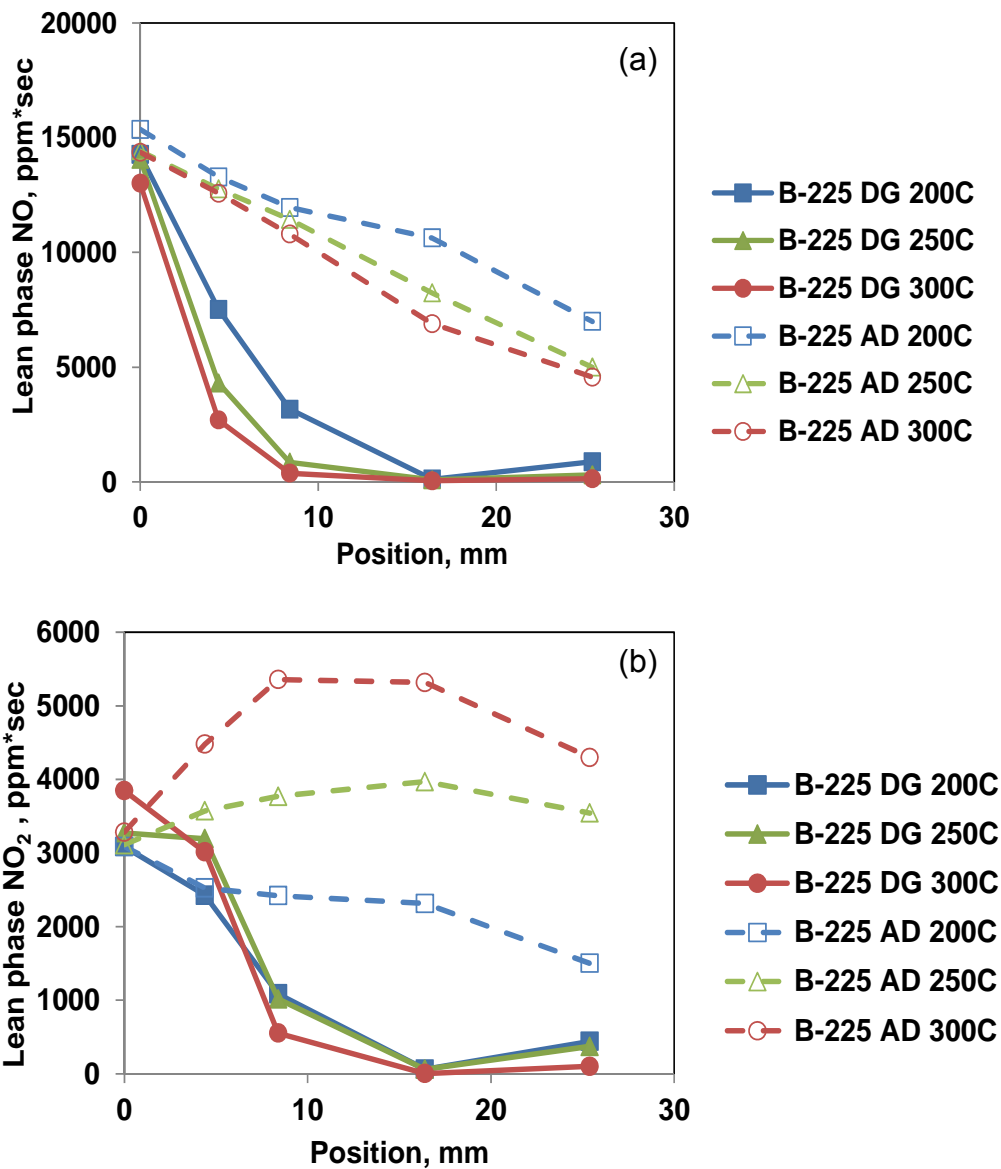 (a)
Lean phase NO, ppm*sec
20000
15000
10000
5000
0
0 10 20 30
Position, mm
B-225 DG 200C
B-225 DG 250C
B-225 DG 300C
B-225 AD 200C
B-225 AD 250C
B-225 AD 300C
(b)
Lean phase NO₂ , ppm*sec
6000
5000
4000
3000
2000
1000
0
0 10 20 30
Position, mm
B-225 DG 200C
B-225 DG 250C
B-225 DG 300C
B-225 AD 200C
B-225 AD 250C
B-225 AD 300C